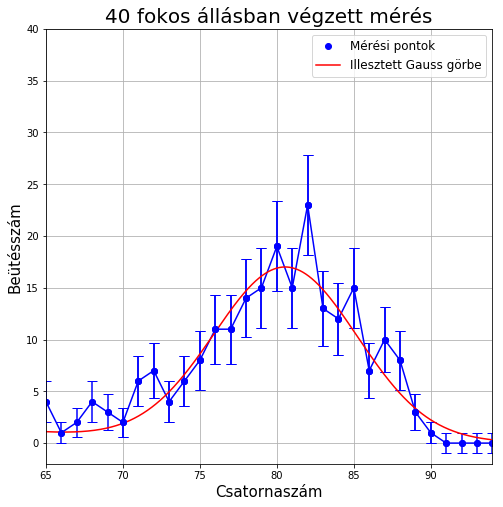 40 fokos állásban végzett mérés
Mérési pontok
Illesztett Gauss görbe
Beütésszám
40
35
30
25
20
15
10
5
0
65 70 75 80 85 90
Csatornaszám